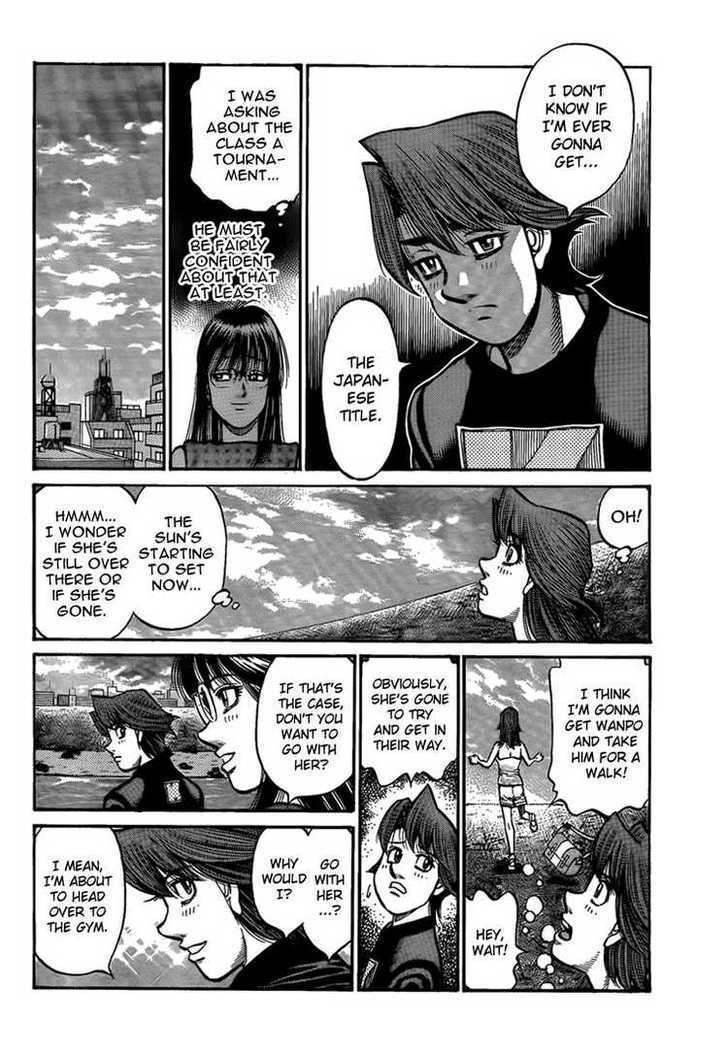 I DON'T
KNOW IF
I'M EVER
GONNA
GET...
THE
JAPAN-
ESE
TITLE.
I WAS
ASKING
ABOUT THE
CLASS A
TOURNA-
MENT...
HE MUST
BE FAIRLY
CONFIDENT
ABOUT THAT
AT LEAST.
OH!
THE
SUN'S
STARTING
TO SET
NOW...
HMMM...
I WONDER
IF SHE'S
STILL OVER
THERE OR
IF SHE'S
GONE.
I THINK
I'M GONNA
GET WANPO
AND TAKE
HIM FOR A
WALK!
HEY,
WAIT!
OBVIOUSLY,
SHE'S GONE
TO TRY
AND GET IN
THEIR WAY.
IF THAT'S
THE CASE,
DON'T YOU
WANT TO
GO WITH
HER?
GO
WITH
HER
...?
WHY
WOULD
I?
I MEAN,
I'M ABOUT
TO HEAD
OVER TO
THE GYM.